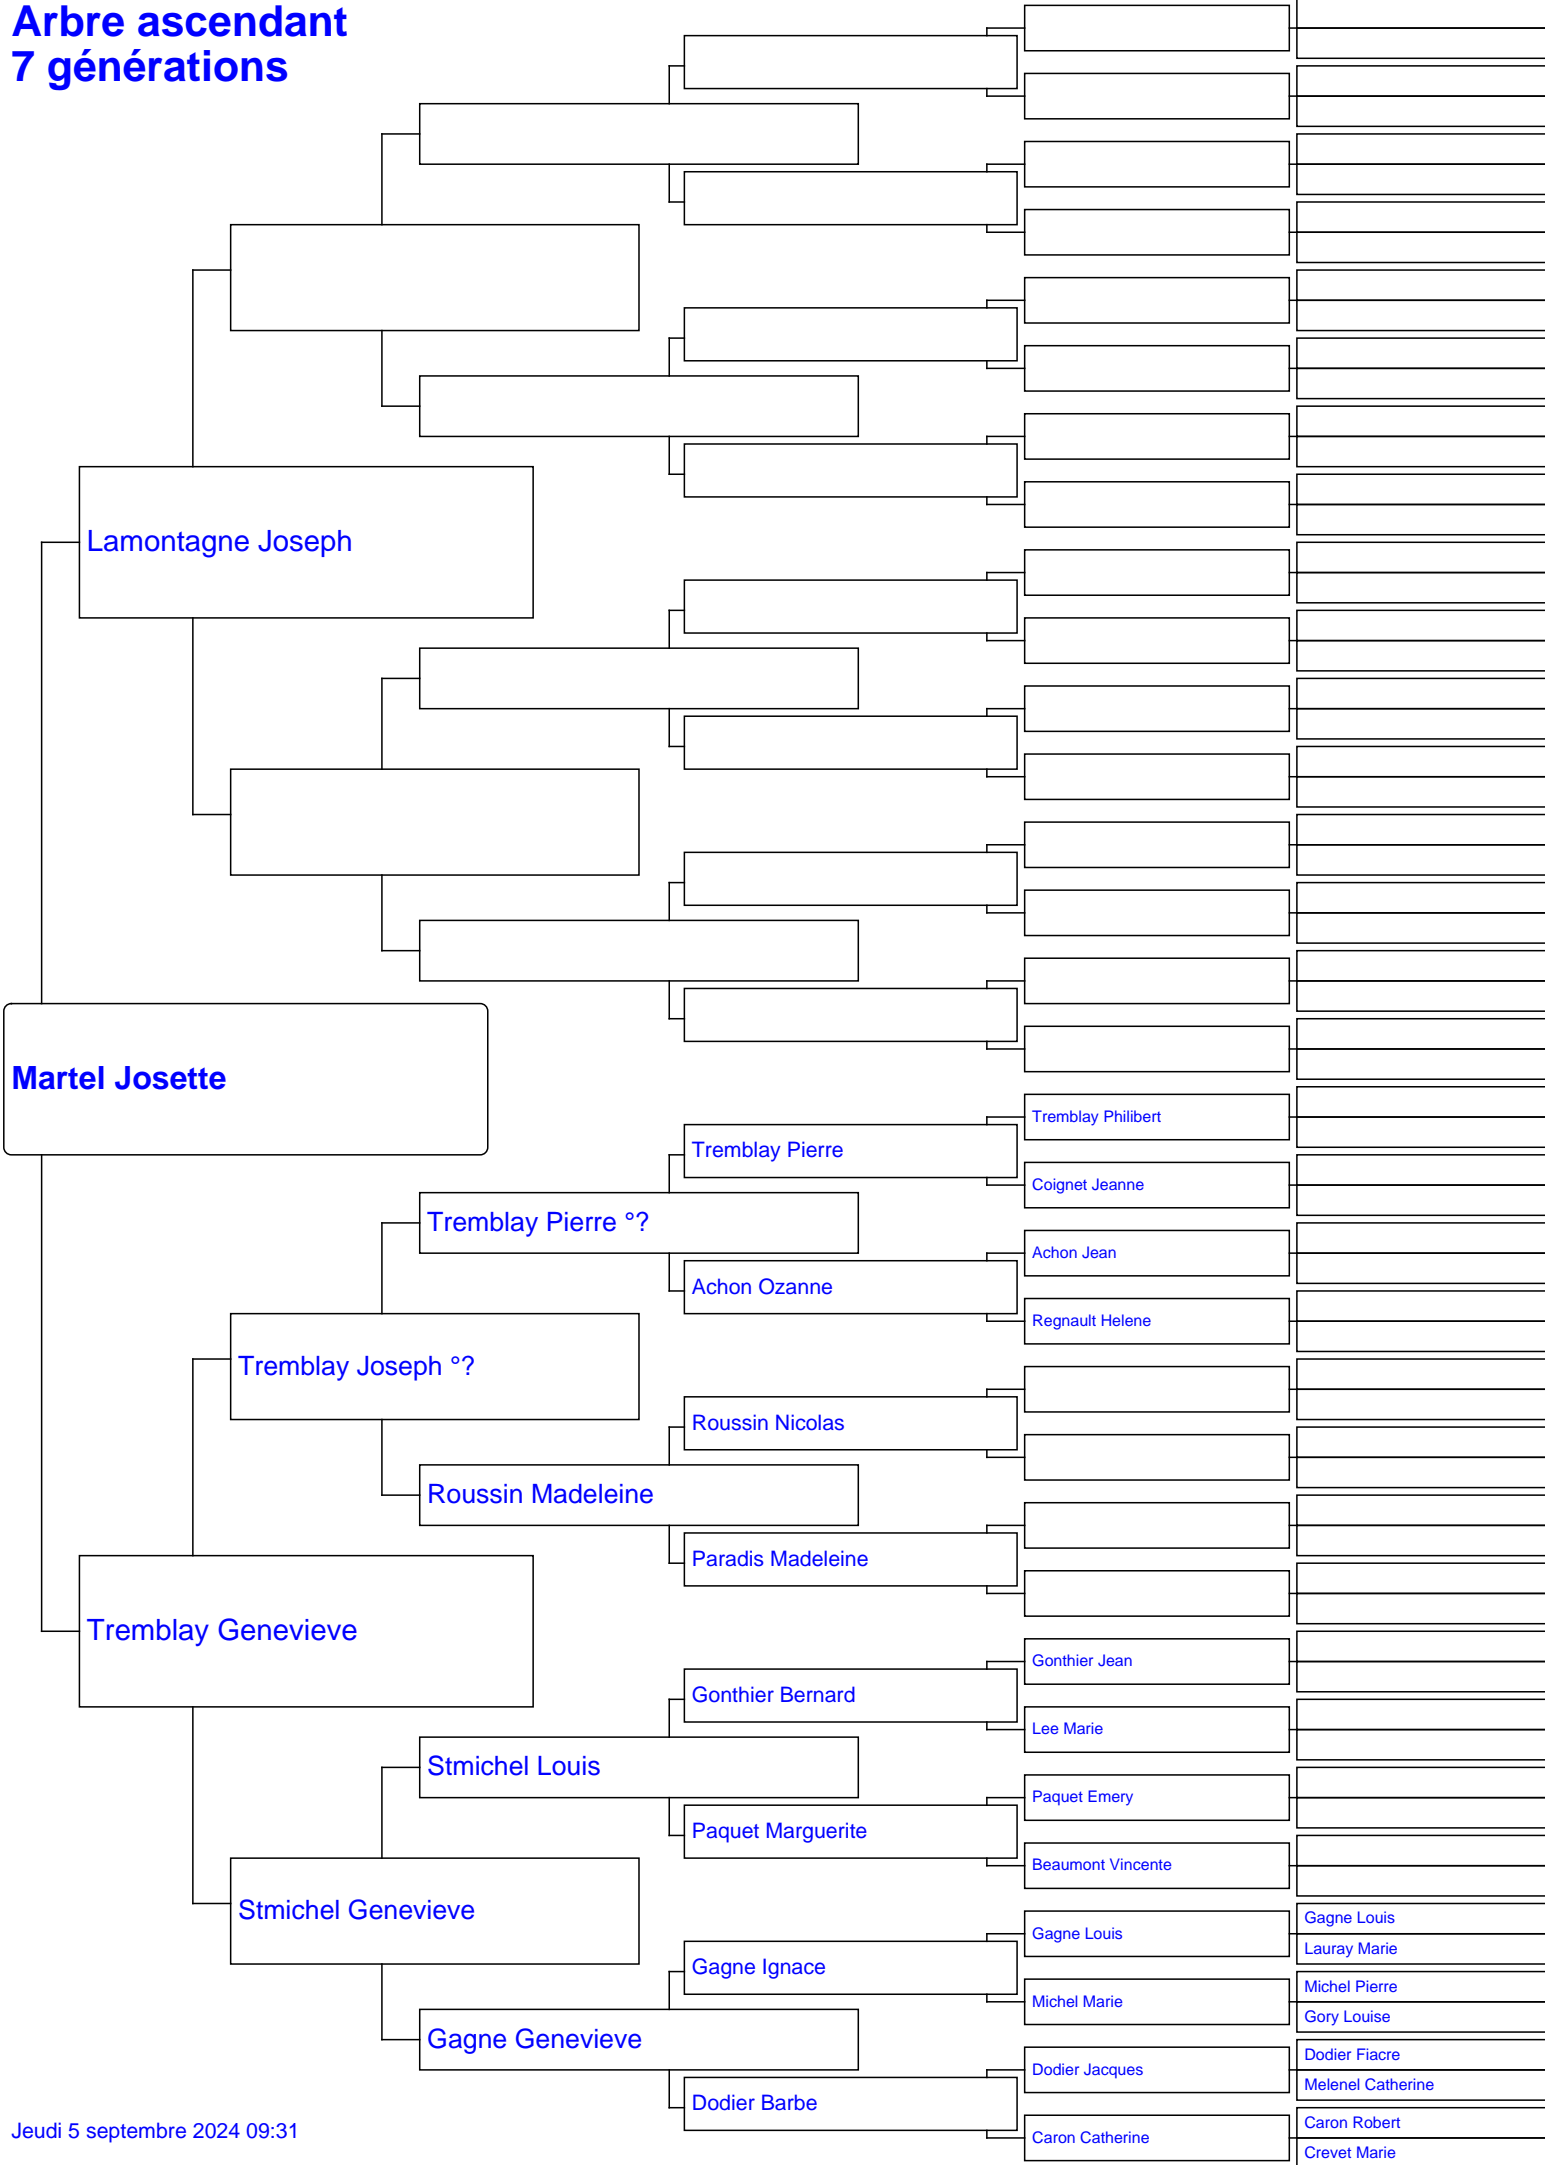 Arbre ascendant
7 générations
Lamontagne Joseph
Martel Josette
Tremblay Philibert
Tremblay Pierre
Coignet Jeanne
Tremblay Pierre °?
Achon Jean
Achon Ozanne
Regnault Helene
Tremblay Joseph °?
Roussin Nicolas
Roussin Madeleine
Paradis Madeleine
Tremblay Genevieve
Gonthier Jean
Gonthier Bernard
Lee Marie
Stmichel Louis
Paquet Emery
Paquet Marguerite
Beaumont Vincente
Stmichel Genevieve
Gagne Louis
Gagne Louis
Lauray Marie
Gagne Ignace
Michel Pierre
Michel Marie
Gory Louise
Gagne Genevieve
Dodier Fiacre
Dodier Jacques
Melenel Catherine
Dodier Barbe
Caron Robert
Caron Catherine
Crevet Marie
Jeudi 5 septembre 2024 09:31